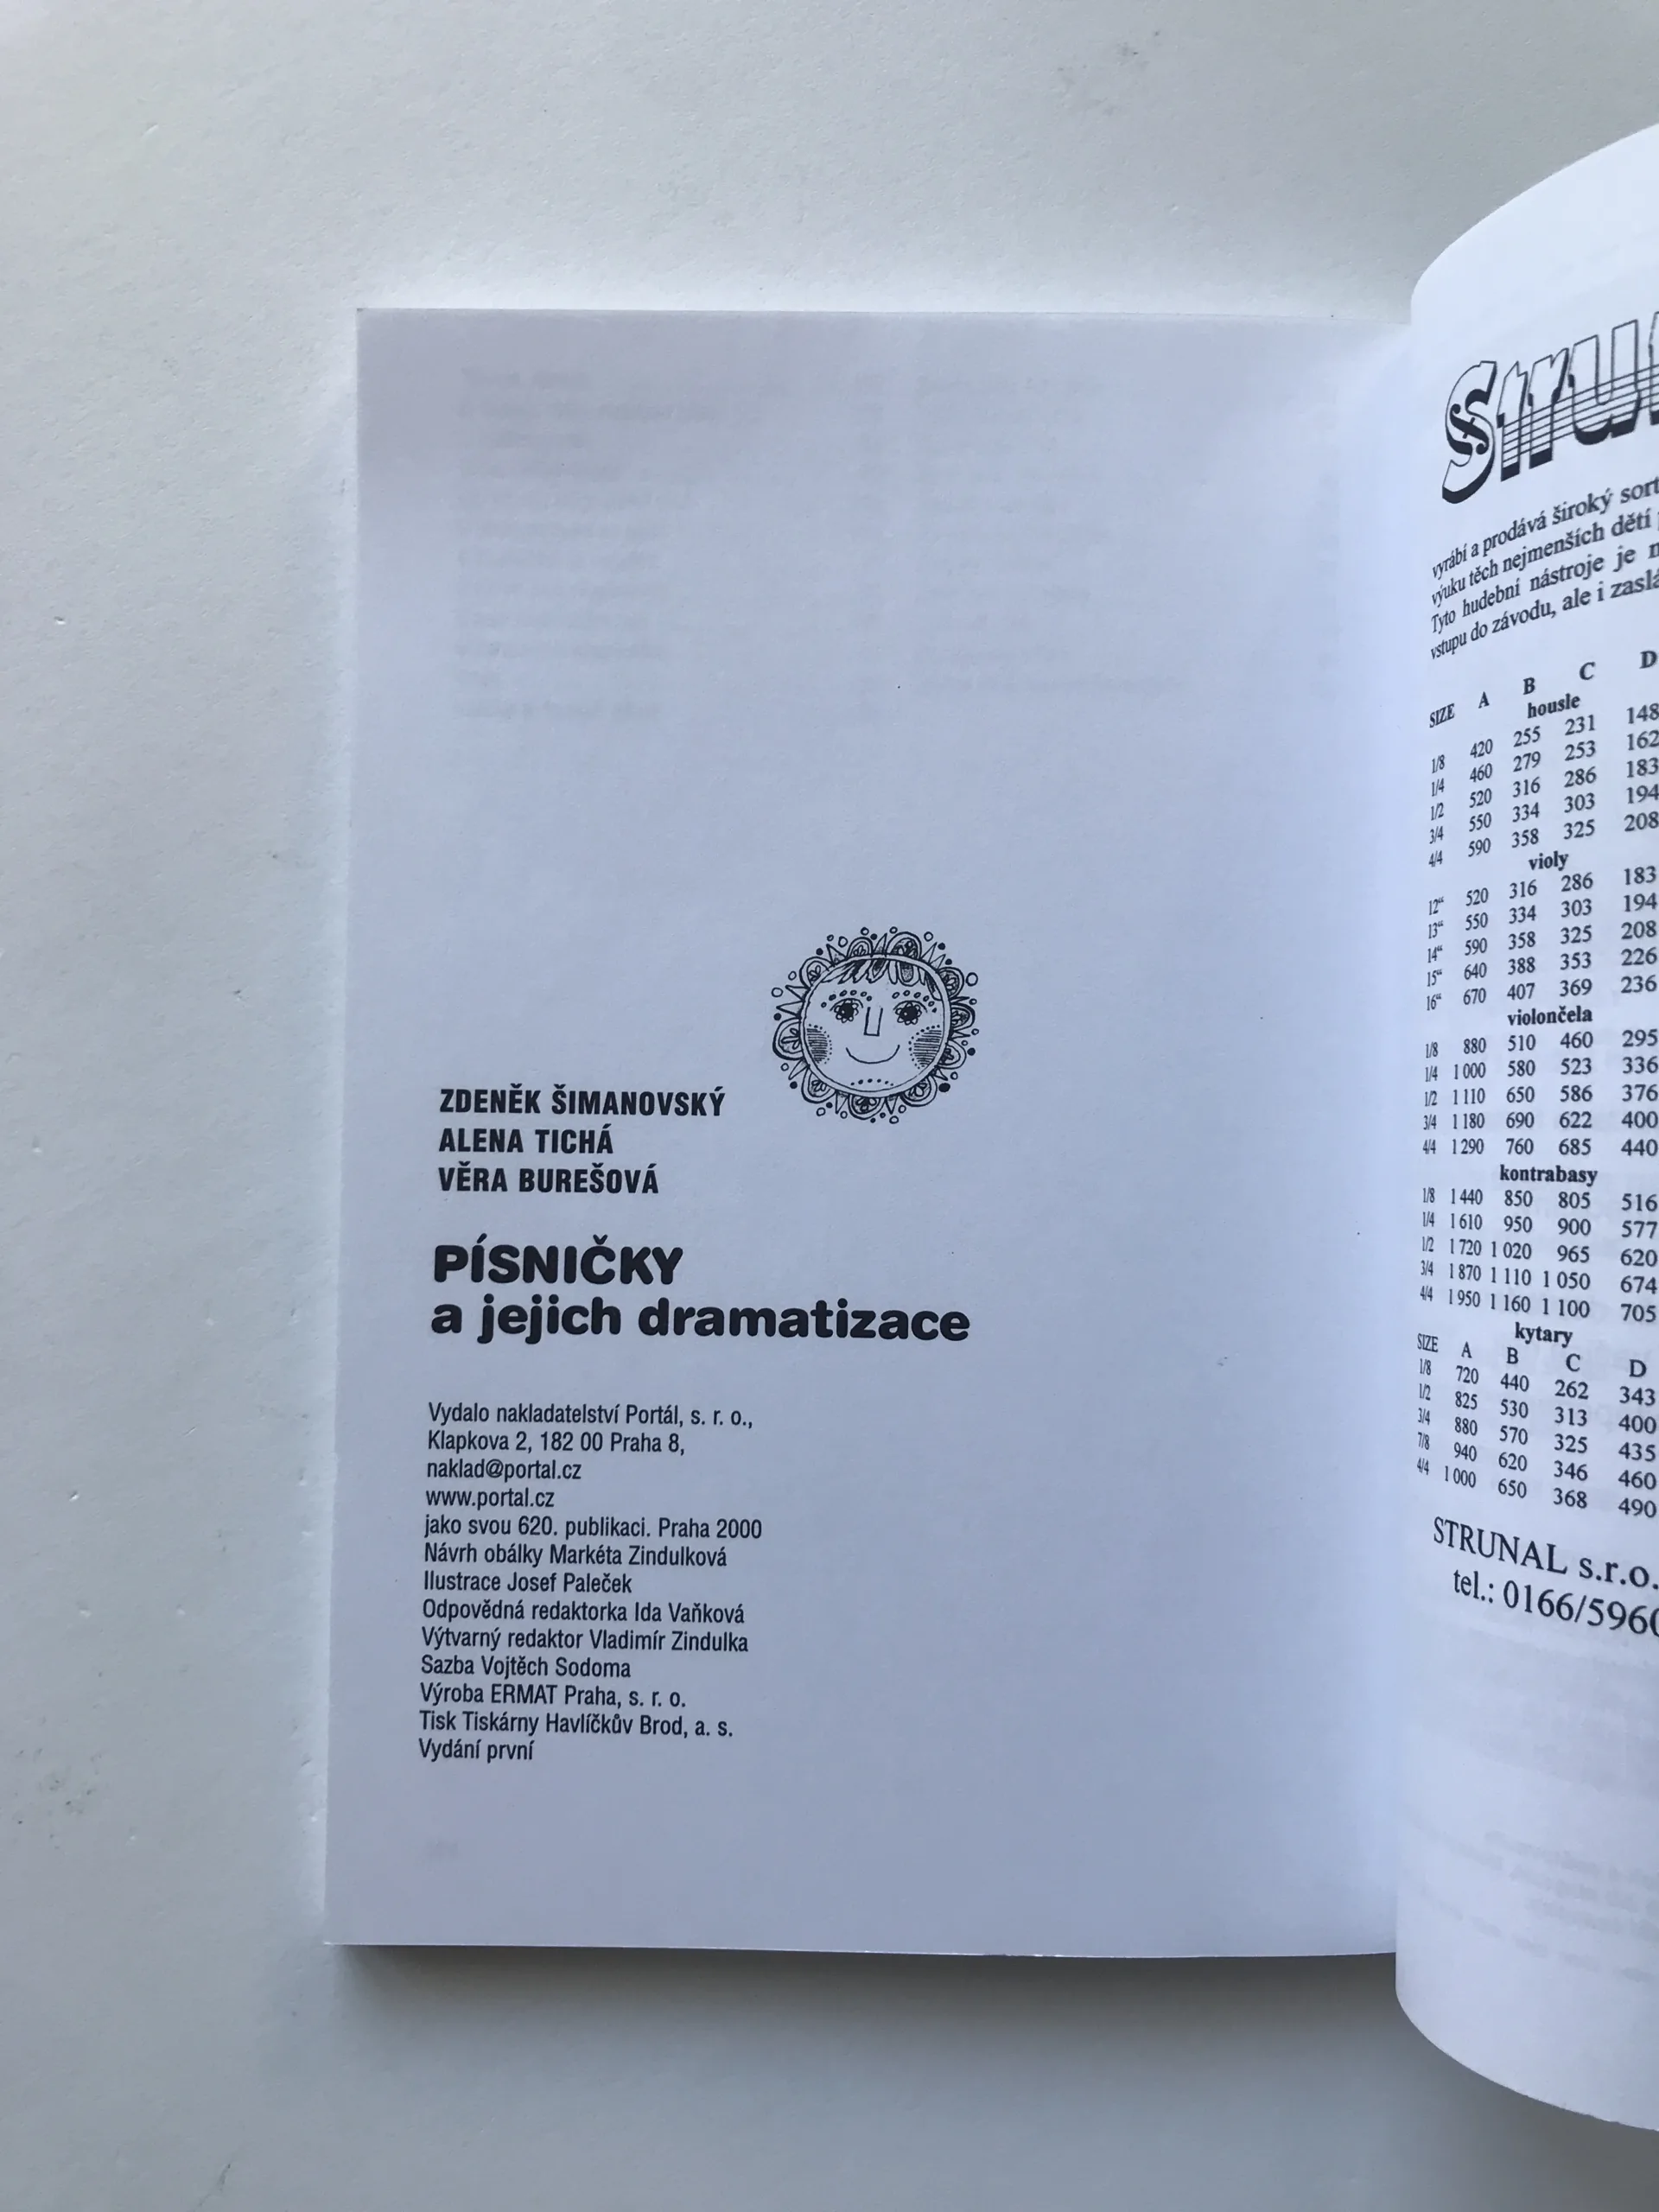 ZDENĚK ŠIMANOVSKÝ
ALENA TICHÁ
VĚRA BUREŠOVÁ
PÍSNIČKY
a jejich dramatizace
Vydalo nakladatelství Portál, s. r. o.,
Klapkova 2, 182 00 Praha 8,
naklad@portal.cz
www.portal.cz
jako svou 620. publikaci. Praha 2000
Návrh obálky Markéta Zindulková
Ilustrace Josef Paleček
Odpovědná redaktorka Ida Vaňková
Výtvarný redaktor Vladimír Zindulka
Sazba Vojtěch Sodoma
Výroba ERMAT Praha, s. r. o.
Tisk Tiskárny Havlíčkův Brod, a. s.
Vydání první
vyrábí a prodává široký
výuku těch nejmenších dětí
Tyto hudební nástroje je
vstupu do závodu, ale i
SIZE A B C D
housle
1/8 420 255 231 148
1/4 460 279 253 162
1/2 520 316 286 183
3/4 550 334 303 194
4/4 590 358 325 208
violy
12“ 520 316 286 183
13“ 550 334 303 194
14“ 590 358 325 208
15“ 640 388 353 226
16“ 670 407 369 236
violončela
1/8 880 510 460 295
1/4 1 000 580 523 336
1/2 1 110 650 586 376
3/4 1 180 690 622 400
4/4 1 290 760 685 440
kontrabasy
1/8 1 440 850 805 516
1/4 1 610 950 900 577
1/2 1 720 1 020 965 620
3/4 1 870 1 110 1 050 674
4/4 1 950 1 160 1 100 705
kytary
SIZE A B C D
1/8 720 440 262 343
1/2 825 530 313 400
3/4 880 570 325 435
7/8 940 620 346 460
4/4 1 000 650 368 490
STRUNAL s.r.o.
tel.: 0166/596